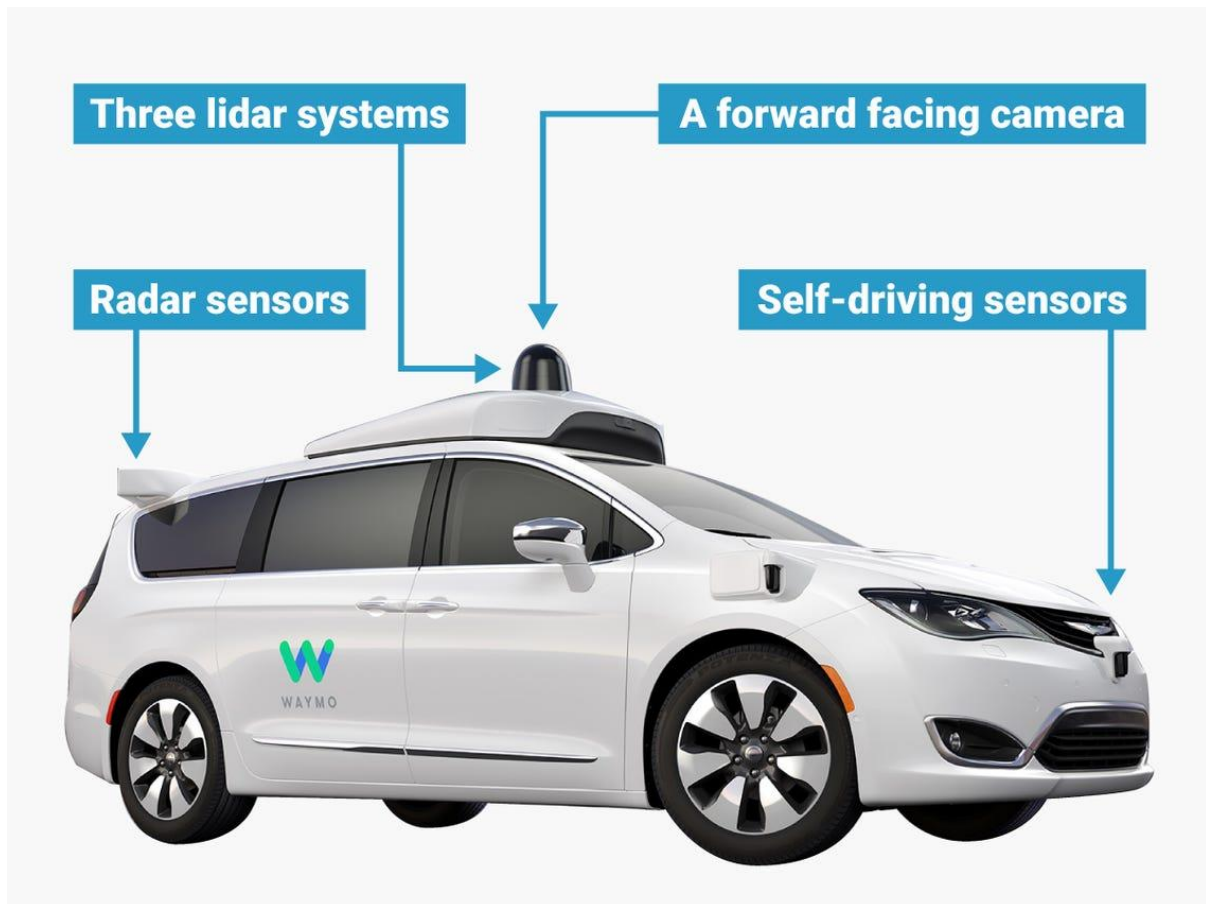 Three lidar systems
A forward facing camera
Radar sensors
Self-driving sensors
WAYMO